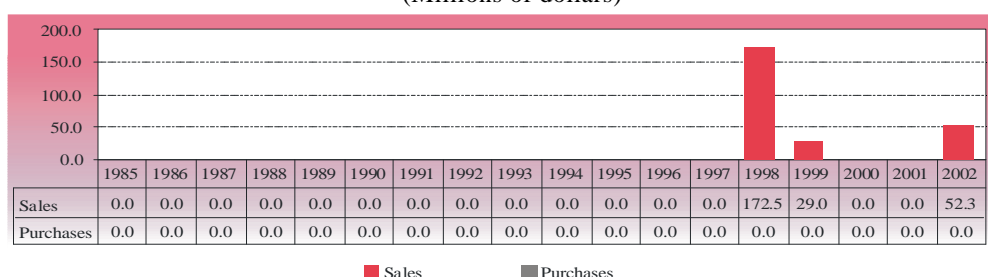 (Millions of dollars)
200.0
150.0
100.0
50.0
0.0
1985 1986 1987 1988 1989 1990 1991 1992 1993 1994 1995 1996 1997 1998 1999 2000 2001 2002
Sales 0.0 0.0 0.0 0.0 0.0 0.0 0.0 0.0 0.0 0.0 0.0 0.0 0.0 172.5 29.0 0.0 0.0 52.3
Purchases 0.0 0.0 0.0 0.0 0.0 0.0 0.0 0.0 0.0 0.0 0.0 0.0 0.0 0.0 0.0 0.0 0.0 0.0
Sales Purchases